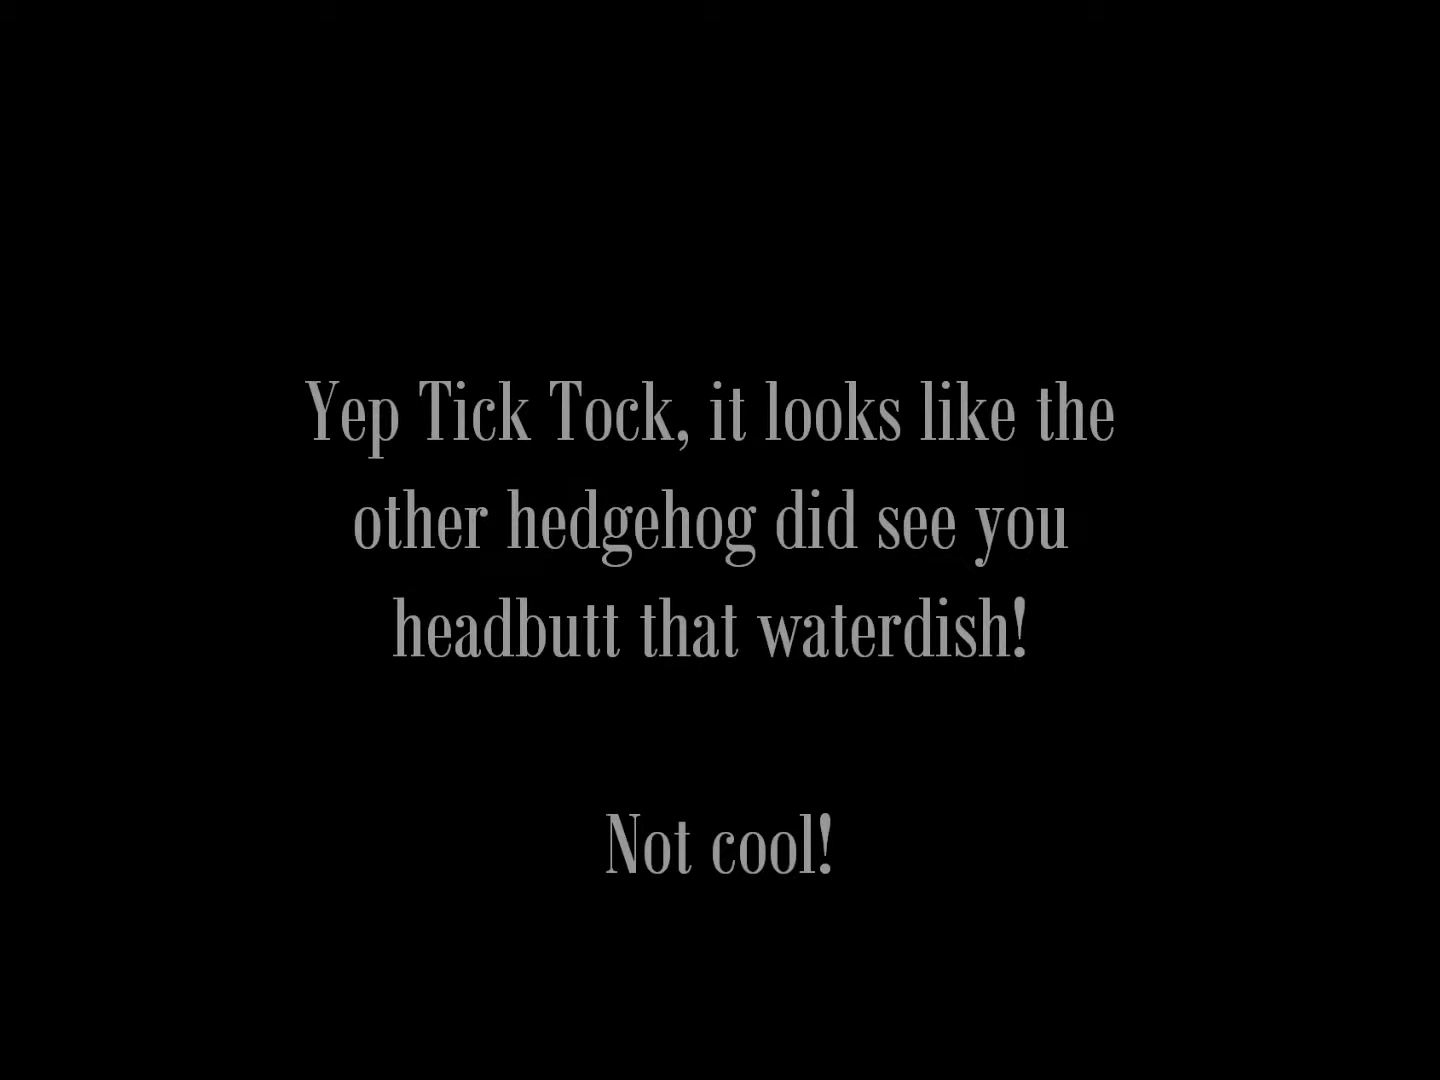 Yep Tick Tock, it looks like the
other hedgehog did see you
headbutt that waterdish!
Not cool!